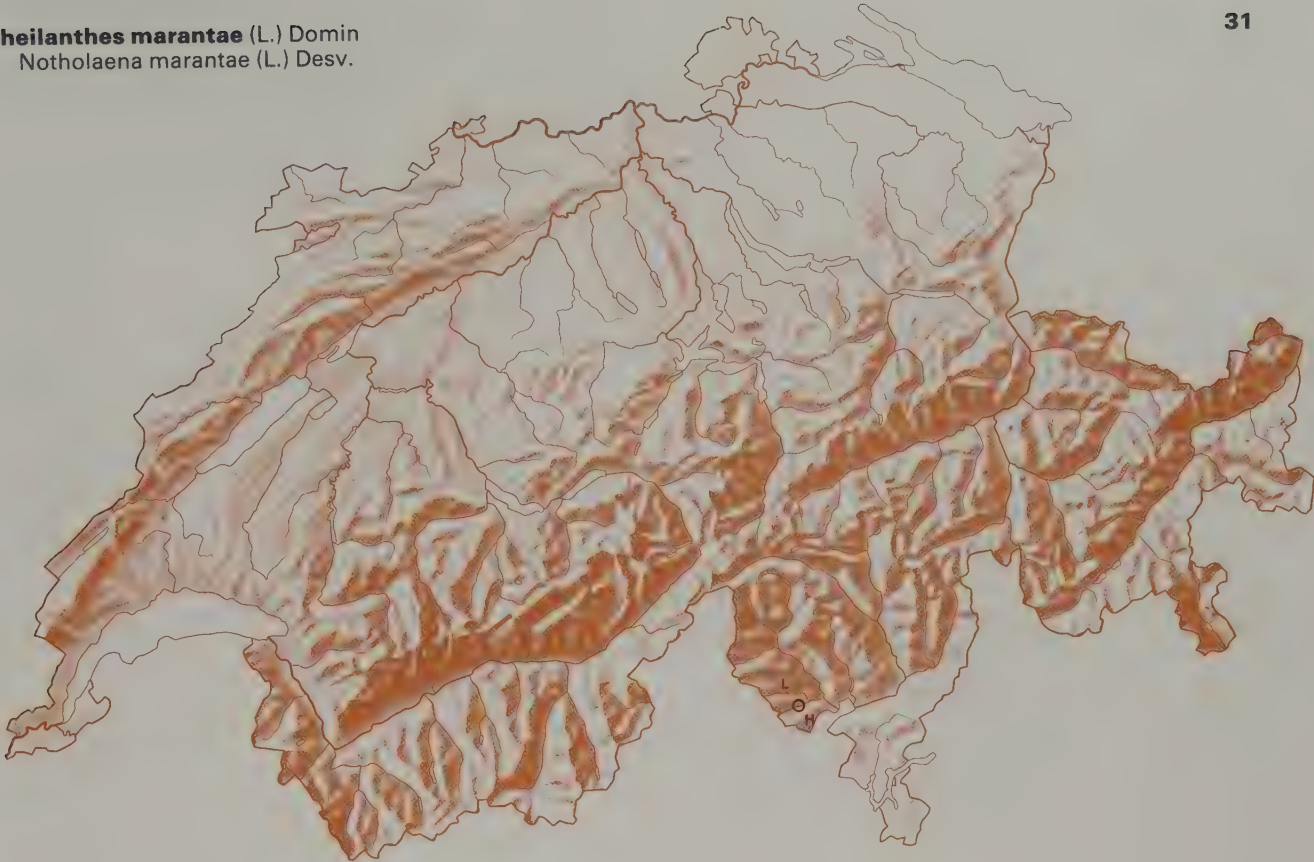 heilanthes marantae (L.) Domin
Notholaena marantae (L.) Desv.
31
L
H